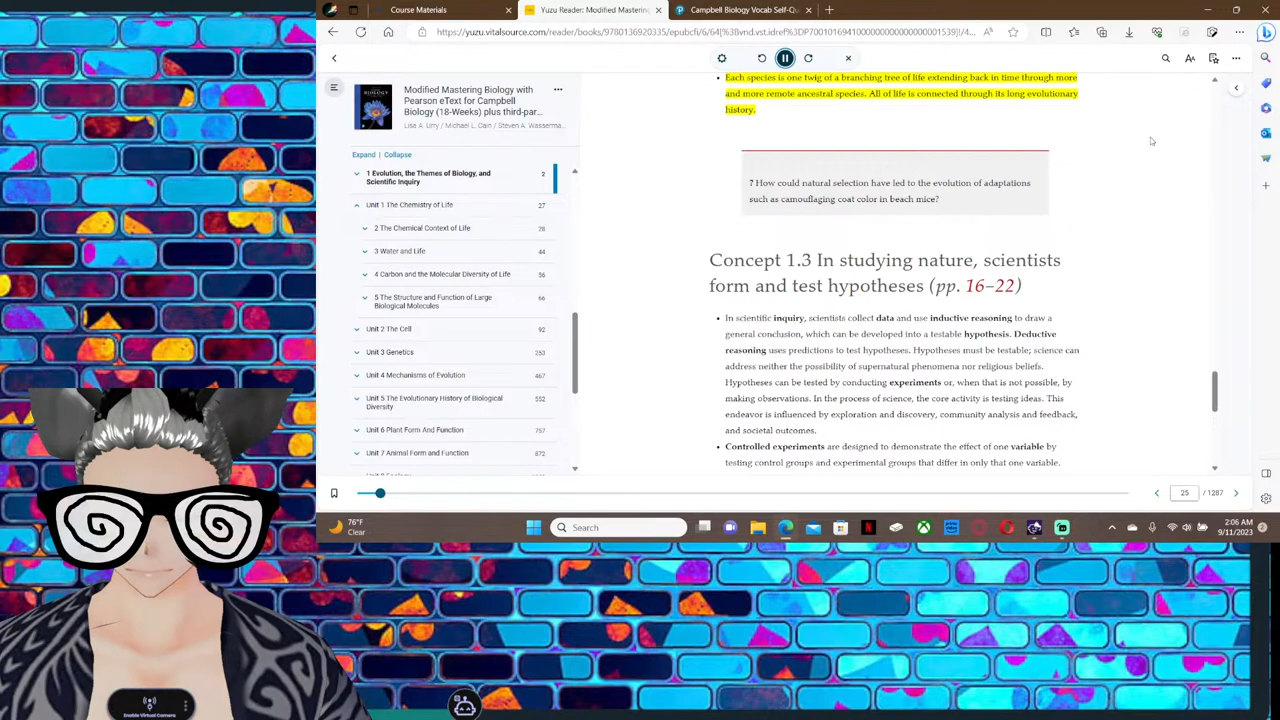 Course Materials
Yuzu Reader: Modified Mastering
Campbell Biology Vocab Self-Qu
https://yuzu.vitalsource.com/reader/books/9780136920335/epubcfi/6/64[%3Bvnd.vst.idref%3DP7001016941000000000000000001539]!/4...
Modified Mastering Biology with
Pearson eText for Campbell
Biology (18-Weeks) plus third-par...
Lisa A. Urry / Michael L. Cain / Steven A. Wasserma...
Expand | Collapse
1 Evolution, the Themes of Biology, and
Scientific Inquiry 2
Unit 1 The Chemistry of Life 27
2 The Chemical Context of Life 28
3 Water and Life 44
4 Carbon and the Molecular Diversity of Life 56
5 The Structure and Function of Large
Biological Molecules 66
Unit 2 The Cell 92
Unit 3 Genetics 253
Unit 4 Mechanisms of Evolution 467
Unit 5 The Evolutionary History of Biological
Diversity 552
Unit 6 Plant Form And Function 757
Unit 7 Animal Form and Function 872
• Each species is one twig of a branching tree of life extending back in time through more
and more remote ancestral species. All of life is connected through its long evolutionary
history.
? How could natural selection have led to the evolution of adaptations
such as camouflaging coat color in beach mice?
Concept 1.3 In studying nature, scientists
form and test hypotheses (pp. 16–22)
• In scientific inquiry, scientists collect data and use inductive reasoning to draw a
general conclusion, which can be developed into a testable hypothesis. Deductive
reasoning uses predictions to test hypotheses. Hypotheses must be testable; science can
address neither the possibility of supernatural phenomena nor religious beliefs.
Hypotheses can be tested by conducting experiments or, when that is not possible, by
making observations. In the process of science, the core activity is testing ideas. This
endeavor is influenced by exploration and discovery, community analysis and feedback,
and societal outcomes.
• Controlled experiments are designed to demonstrate the effect of one variable by
testing control groups and experimental groups that differ in only that one variable.
25 / 1287
76°F
Clear
Search
2:06 AM
9/11/2023
Enable Virtual Camera